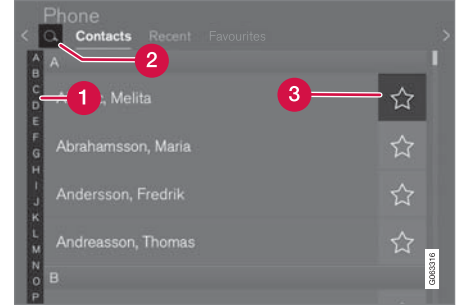 Phone
Contacts Recent Favourites
A
2
A
B
C
D
E
F
G
H
I
J
K
L
M
N
O
P
1
Melita
3
Abrahamsson, Maria
Andersson, Fredrik
Andreasson, Thomas
B
G063316